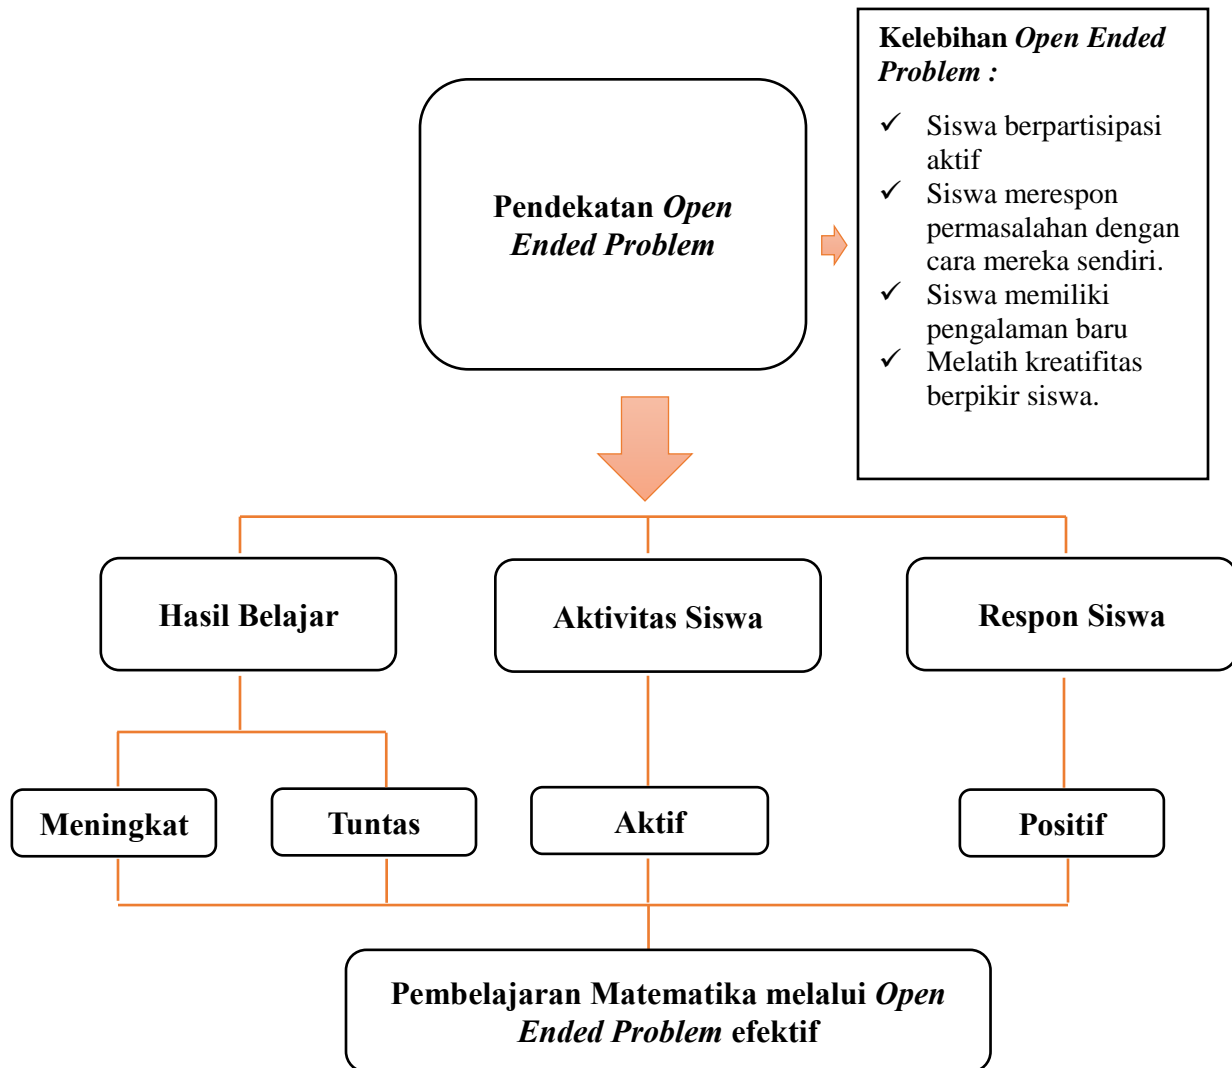 Kelebihan Open Ended
Problem :
✓ Siswa berpartisipasi
aktif
✓ Siswa merespon
permasalahan dengan
cara mereka sendiri.
✓ Siswa memiliki
pengalaman baru
✓ Melatih kreatifitas
berpikir siswa.
Pendekatan Open
Ended Problem
Hasil Belajar
Aktivitas Siswa
Respon Siswa
Meningkat
Tuntas
Aktif
Positif
Pembelajaran Matematika melalui Open
Ended Problem efektif